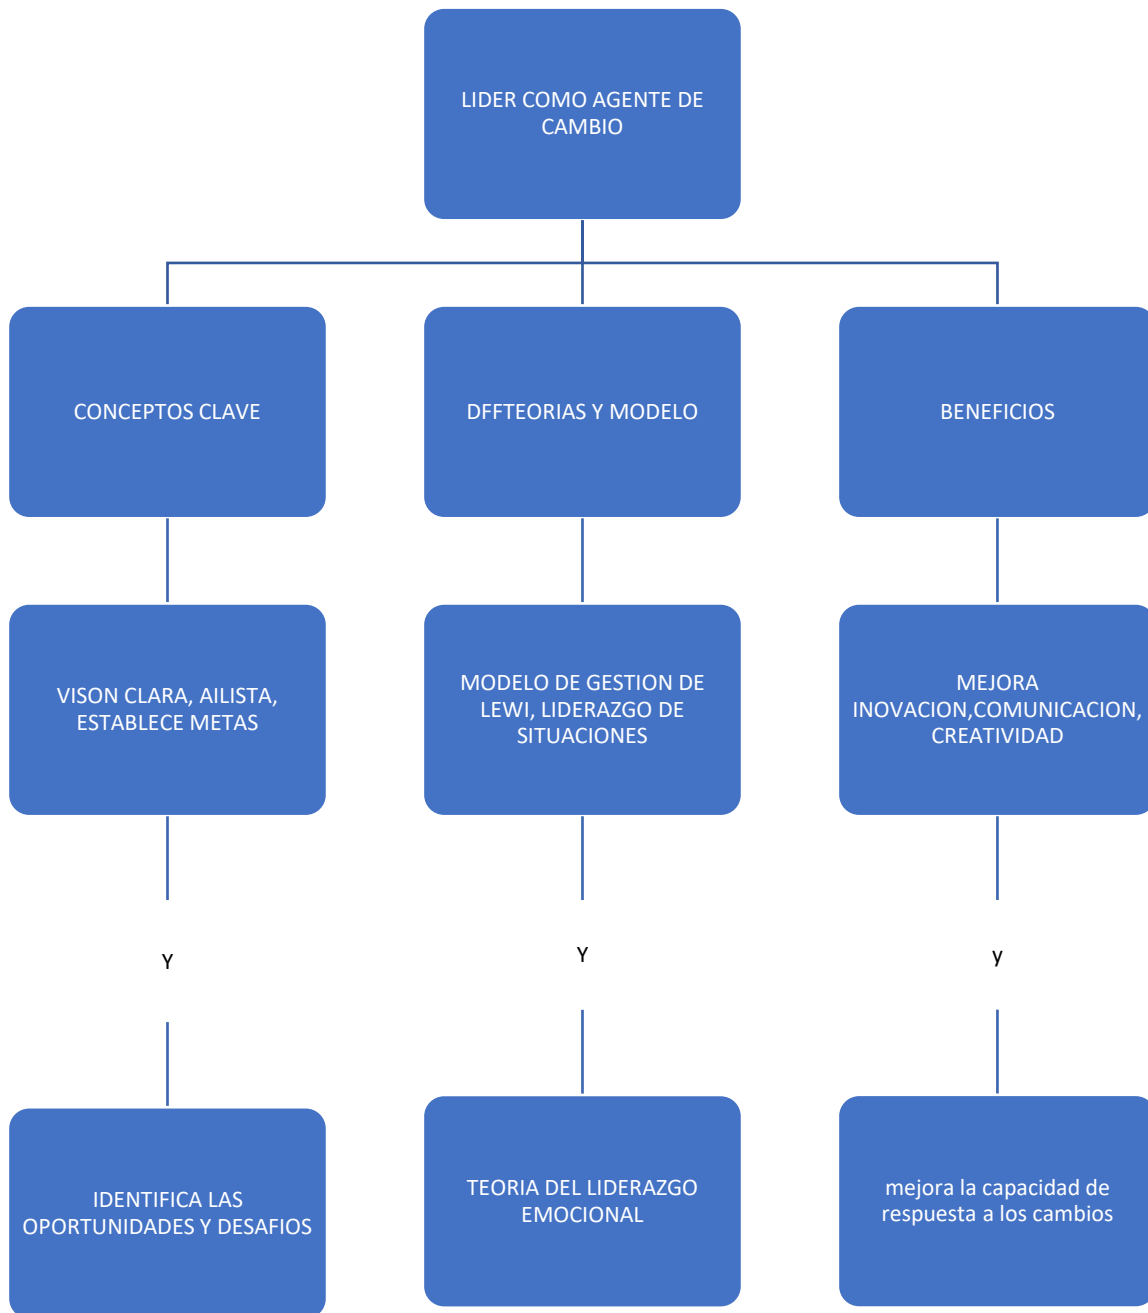 LIDER COMO AGENTE DE
CAMBIO
CONCEPTOS CLAVE
DFFTEORIAS Y MODELO
BENEFICIOS
VISON CLARA, AILISTA,
ESTABLECE METAS
MODELO DE GESTION DE
LEWI, LIDERAZGO DE
SITUACIONES
MEJORA
INOVACION,COMUNICACION,
CREATIVIDAD
Y
Y
y
IDENTIFICA LAS
OPORTUNIDADES Y DESAFIOS
TEORIA DEL LIDERAZGO
EMOCIONAL
mejora la capacidad de
respuesta a los cambios